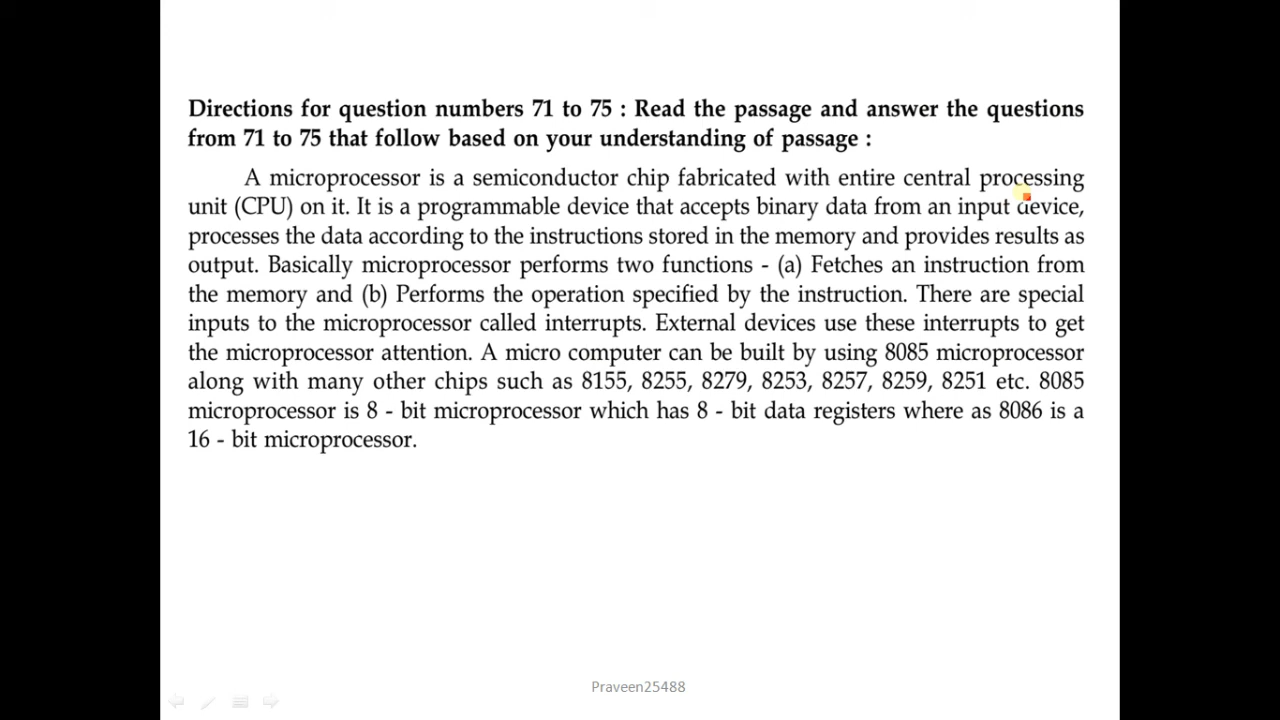 Directions for question numbers 71 to 75 : Read the passage and answer the questions
from 71 to 75 that follow based on your understanding of passage :
A microprocessor is a semiconductor chip fabricated with entire central processing
unit (CPU) on it. It is a programmable device that accepts binary data from an input device,
processes the data according to the instructions stored in the memory and provides results as
output. Basically microprocessor performs two functions - (a) Fetches an instruction from
the memory and (b) Performs the operation specified by the instruction. There are special
inputs to the microprocessor called interrupts. External devices use these interrupts to get
the microprocessor attention. A micro computer can be built by using 8085 microprocessor
along with many other chips such as 8155, 8255, 8279, 8253, 8257, 8259, 8251 etc. 8085
microprocessor is 8 - bit microprocessor which has 8 - bit data registers where as 8086 is a
16 - bit microprocessor.
Praveen25488